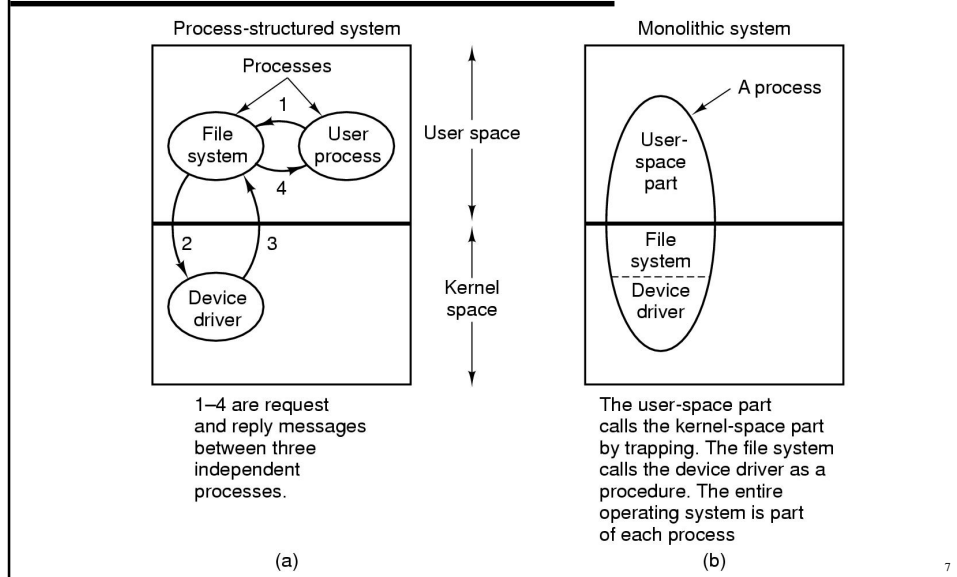 Process-structured system
Processes
1
File
system
User
process
4
2
3
Device
driver
1–4 are request
and reply messages
between three
independent
processes.
(a)
User space
Kernel
space
Monolithic system
A process
User-
space
part
File
system
Device
driver
The user-space part
calls the kernel-space part
by trapping. The file system
calls the device driver as a
procedure. The entire
operating system is part
of each process
(b)
7